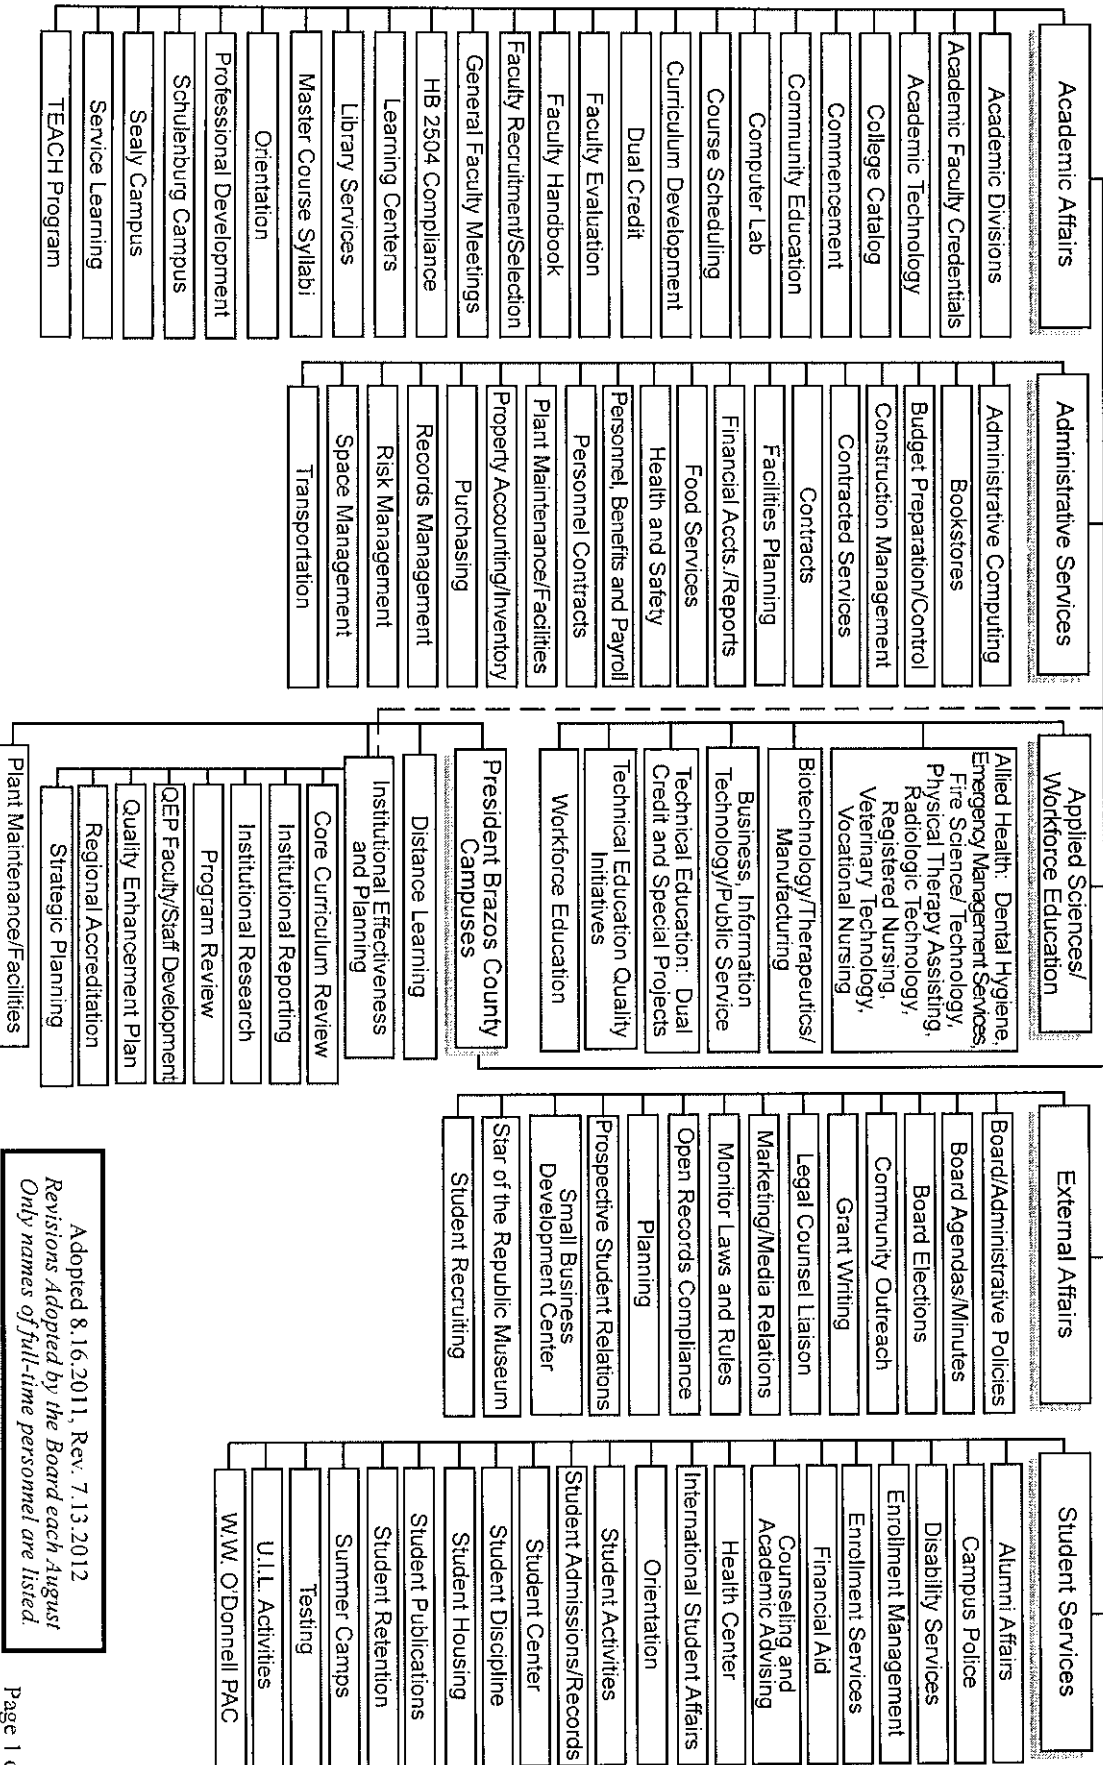 Academic Affairs
Academic Divisions
Academic Faculty Credentials
Academic Technology
College Catalog
Commencement
Community Education
Computer Lab
Course Scheduling
Curriculum Development
Dual Credit
Faculty Evaluation
Faculty Handbook
Faculty Recruitment/Selection
General Faculty Meetings
HB 2504 Compliance
Learning Centers
Library Services
Master Course Syllabi
Orientation
Professional Development
Schulenburg Campus
Sealy Campus
Service Learning
TEACH Program
Administrative Services
Administrative Computing
Bookstores
Budget Preparation/Control
Construction Management
Contracted Services
Contracts
Facilities Planning
Financial Accts./Reports
Food Services
Health and Safety
Personnel, Benefits and Payroll
Personnel Contracts
Plant Maintenance/Facilities
Property Accounting/Inventory
Purchasing
Records Management
Risk Management
Space Management
Transportation
Applied Sciences/
Workforce Education
Allied Health: Dental Hygiene,
Emergency Management Services,
Fire Science/ Technology,
Physical Therapy Assisting,
Radiologic Technology,
Registered Nursing,
Veterinary Technology,
Vocational Nursing
Biotechnology/Therapeutics/
Manufacturing
Business, Information
Technology/Public Service
Technical Education: Dual
Credit and Special Projects
Technical Education Quality
Initiatives
Workforce Education
President Brazos County
Campuses
Distance Learning
Institutional Effectiveness
and Planning
Core Curriculum Review
Institutional Reporting
Institutional Research
Program Review
QEP Faculty/Staff Development
Quality Enhancement Plan
Regional Accreditation
Strategic Planning
Plant Maintenance/Facilities
External Affairs
Board/Administrative Policies
Board Agendas/Minutes
Board Elections
Community Outreach
Grant Writing
Legal Counsel Liaison
Marketing/Media Relations
Monitor Laws and Rules
Open Records Compliance
Planning
Prospective Student Relations
Small Business
Development Center
Star of the Republic Museum
Student Recruiting
Student Services
Alumni Affairs
Campus Police
Disability Services
Enrollment Management
Enrollment Services
Financial Aid
Counseling and
Academic Advising
Health Center
International Student Affairs
Orientation
Student Activities
Student Admissions/Records
Student Center
Student Discipline
Student Housing
Student Publications
Student Retention
Summer Camps
Testing
U.I.L. Activities
W.W. O'Donnell PAC
Adopted 8.16.2011, Rev. 7.13.2012
Revisions Adopted by the Board each August
Only names of full-time personnel are listed.
Page 1